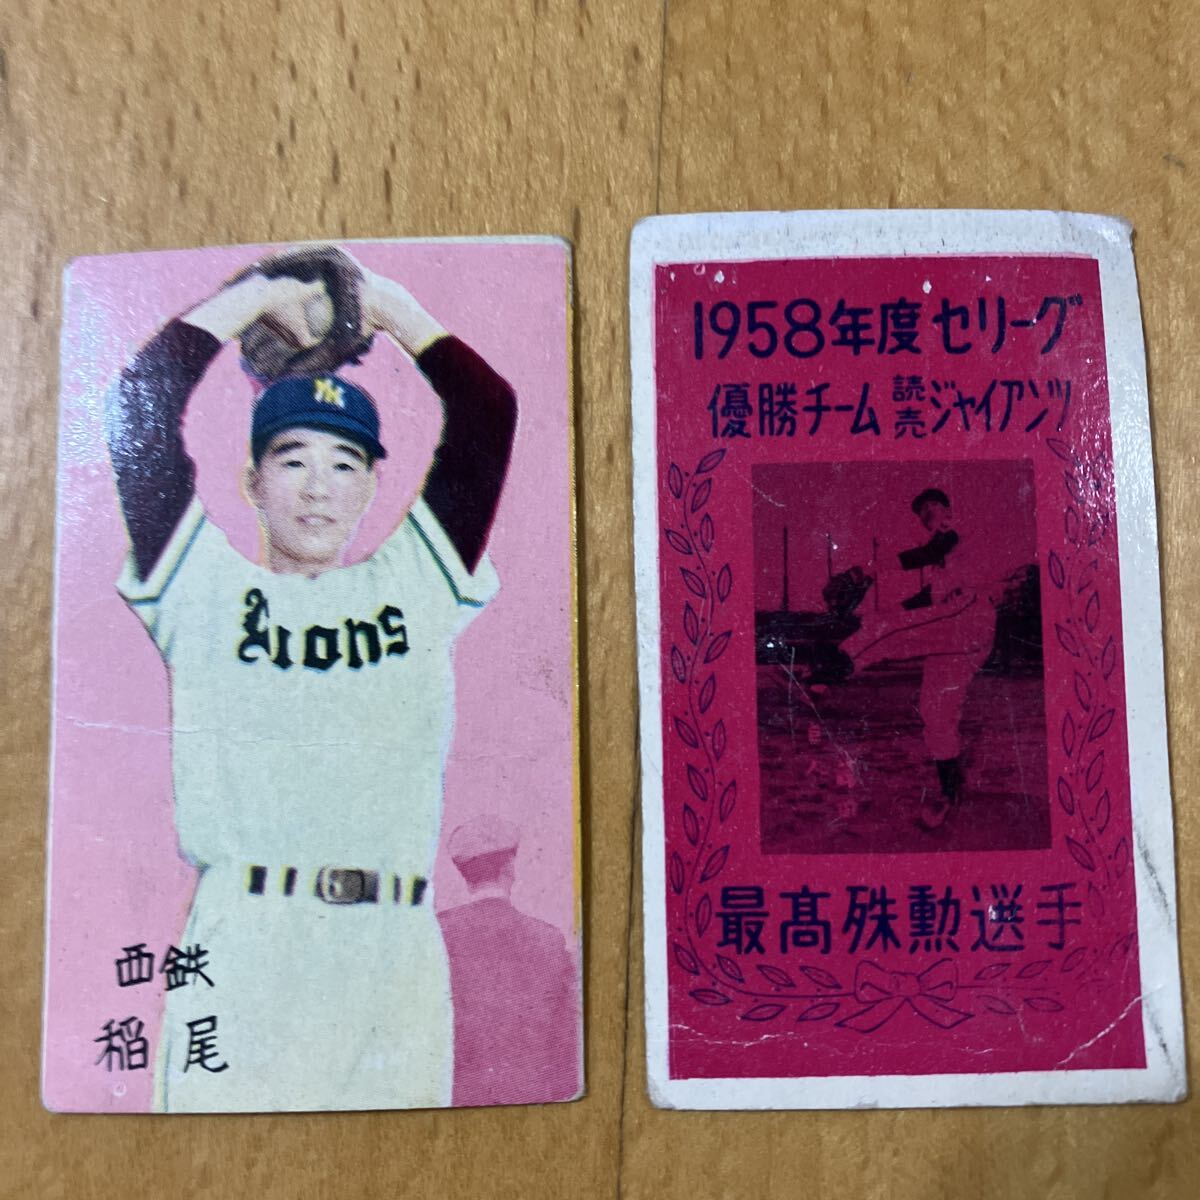 NY
Lions
西鉄
稲尾
1958年度セリーグ
優勝チーム読売ジャイアンツ
最高殊勲選手